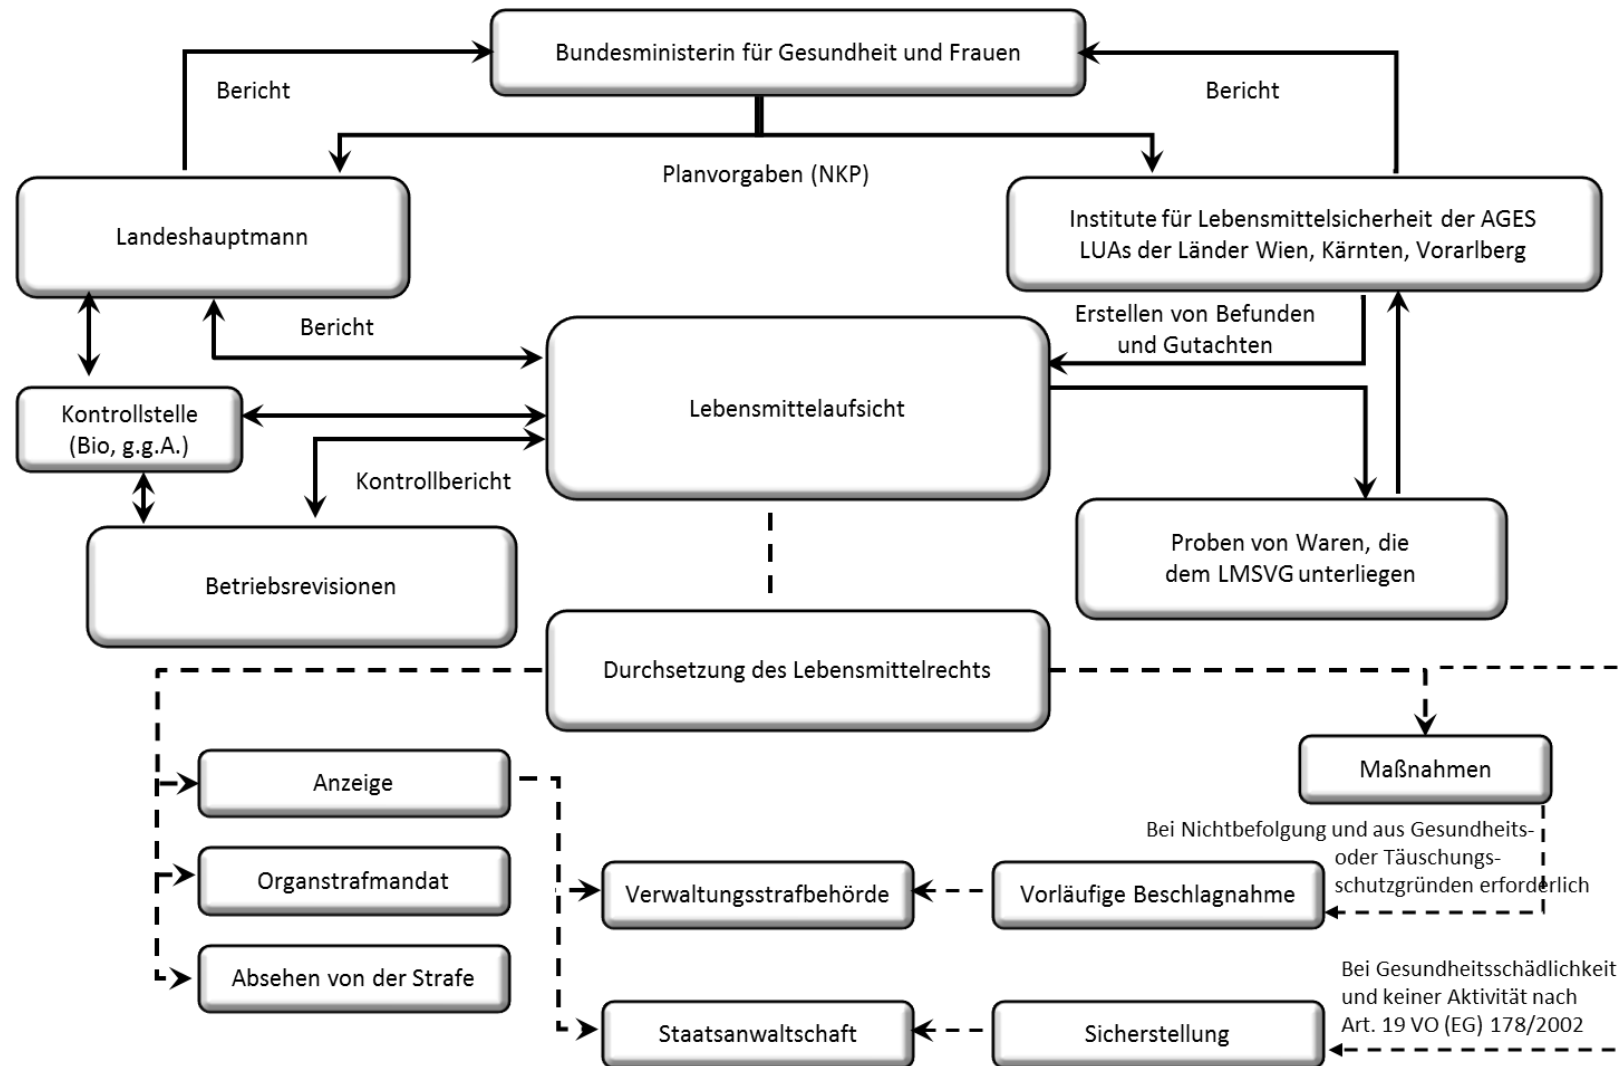 Bundesministerin für Gesundheit und Frauen
Bericht
Bericht
Planvorgaben (NKP)
Landeshauptmann
Institute für Lebensmittelsicherheit der AGES
LUAs der Länder Wien, Kärnten, Vorarlberg
Bericht
Erstellen von Befunden
und Gutachten
Kontrollstelle
(Bio, g.g.A.)
Lebensmittelaufsicht
Kontrollbericht
Betriebsrevisionen
Proben von Waren, die
dem LMSVG unterliegen
Durchsetzung des Lebensmittelrechts
Anzeige
Maßnahmen
Bei Nichtbefolgung und aus Gesundheits-
oder Täuschungs-
schutzgründen erforderlich
Organstrafmandat
Verwaltungsstrafbehörde
Vorläufige Beschlagnahme
Absehen von der Strafe
Bei Gesundheitsschädlichkeit
und keiner Aktivität nach
Art. 19 VO (EG) 178/2002
Staatsanwaltschaft
Sicherstellung